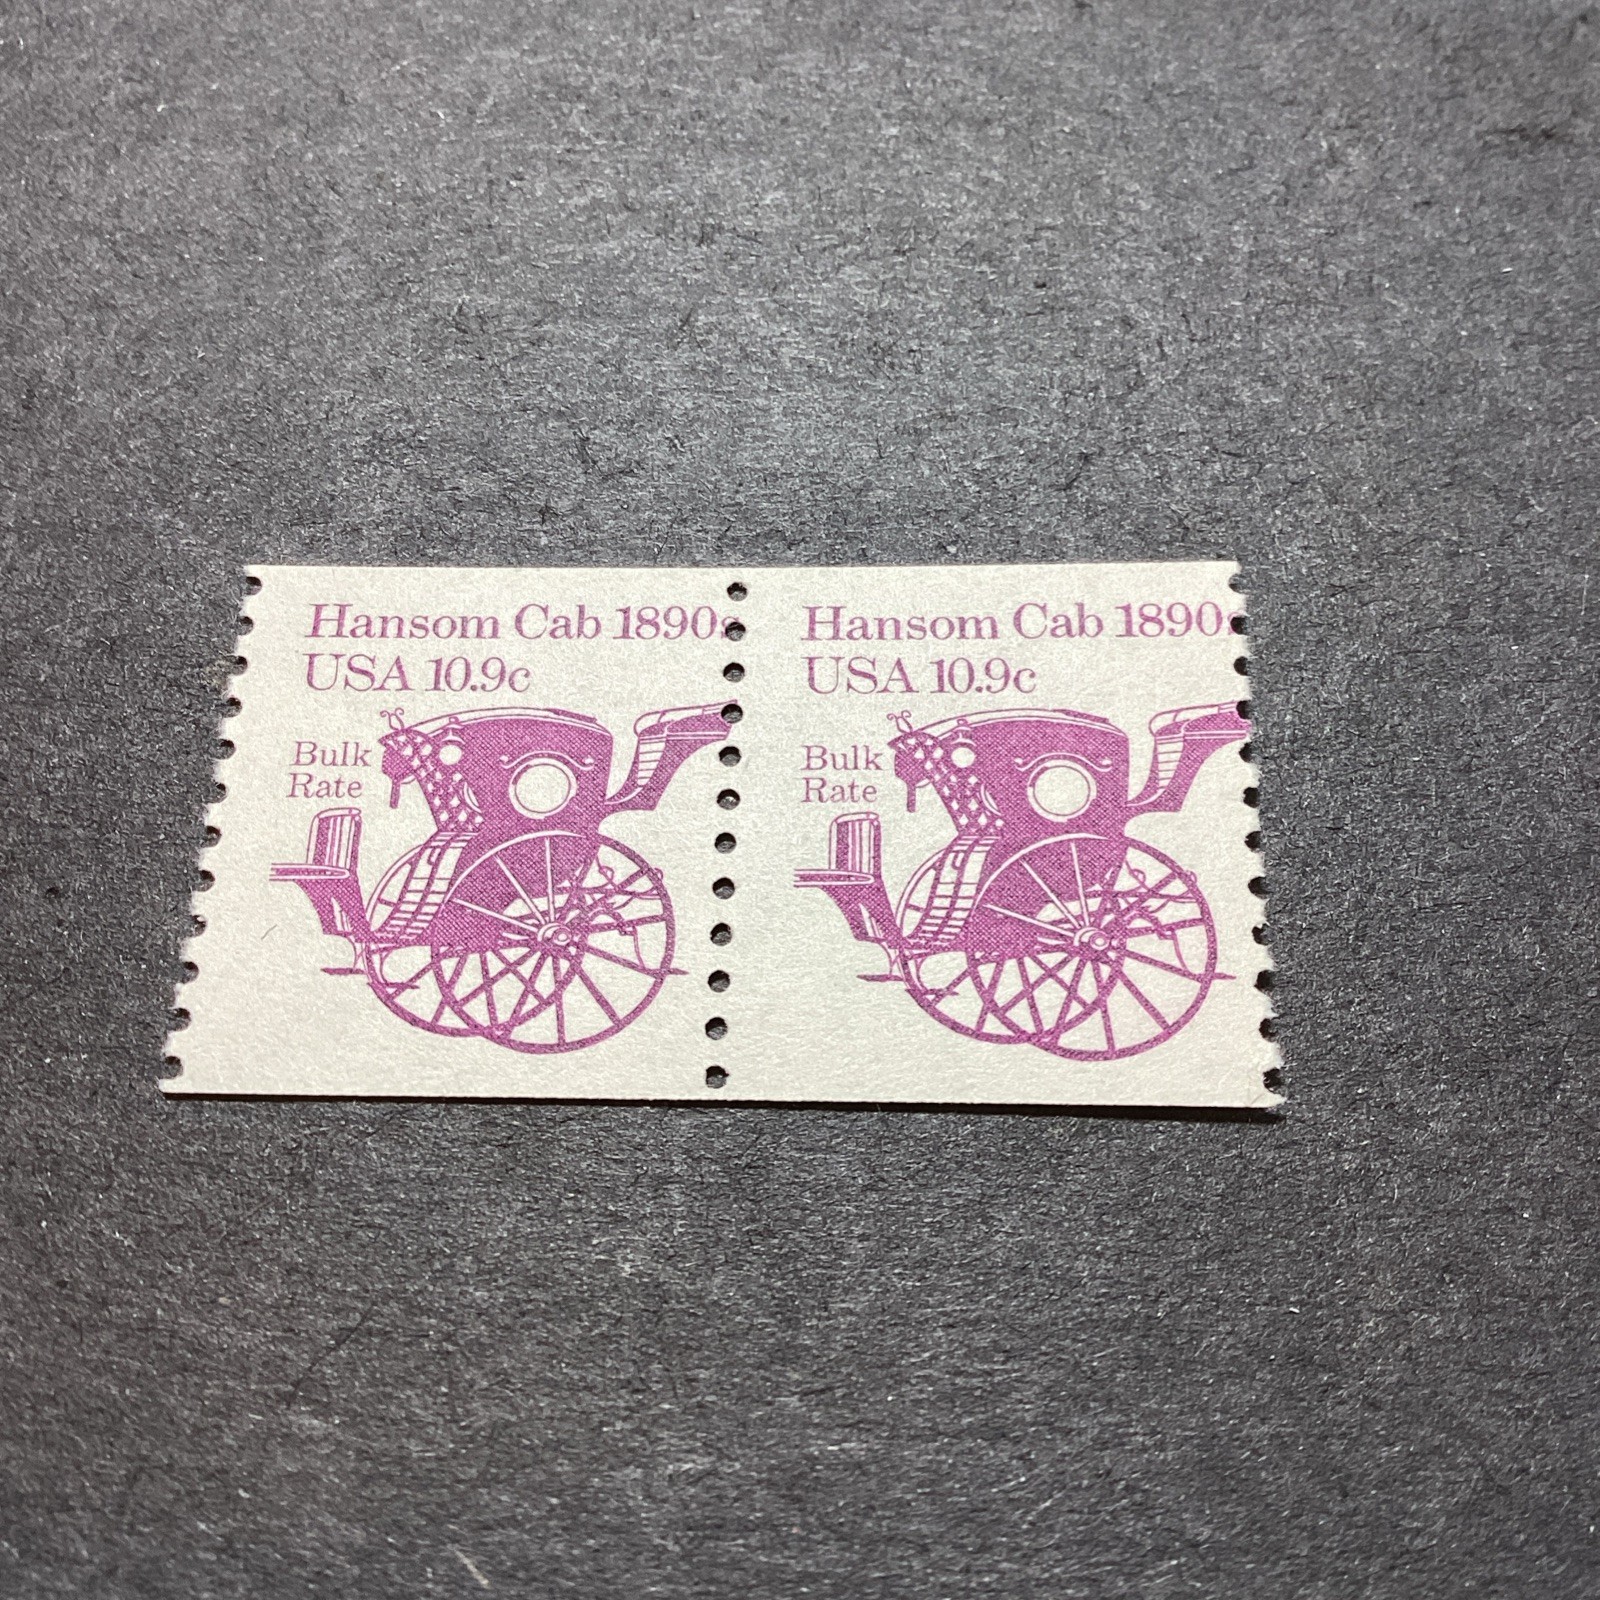 Hansom Cab 1890s
USA 10.9c
Bulk
Rate
Hansom Cab 1890s
USA 10.9c
Bulk
Rate